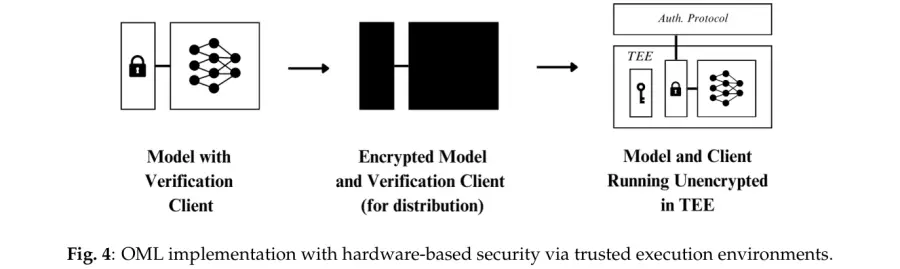 Auth. Protocol
TEE
Model with
Verification
Client
Encrypted Model
and Verification Client
(for distribution)
Model and Client
Running Unencrypted
in TEE
Fig. 4: OML implementation with hardware-based security via trusted execution environments.